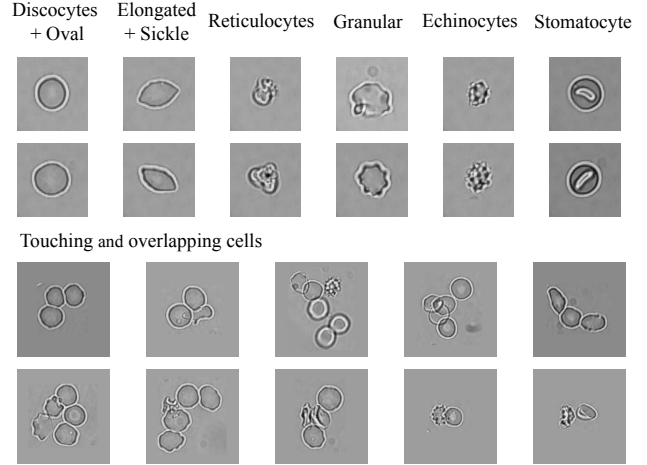 Discocytes + Oval
Elongated + Sickle
Reticulocytes
Granular
Echinocytes
Stomatocyte
Touching and overlapping cells